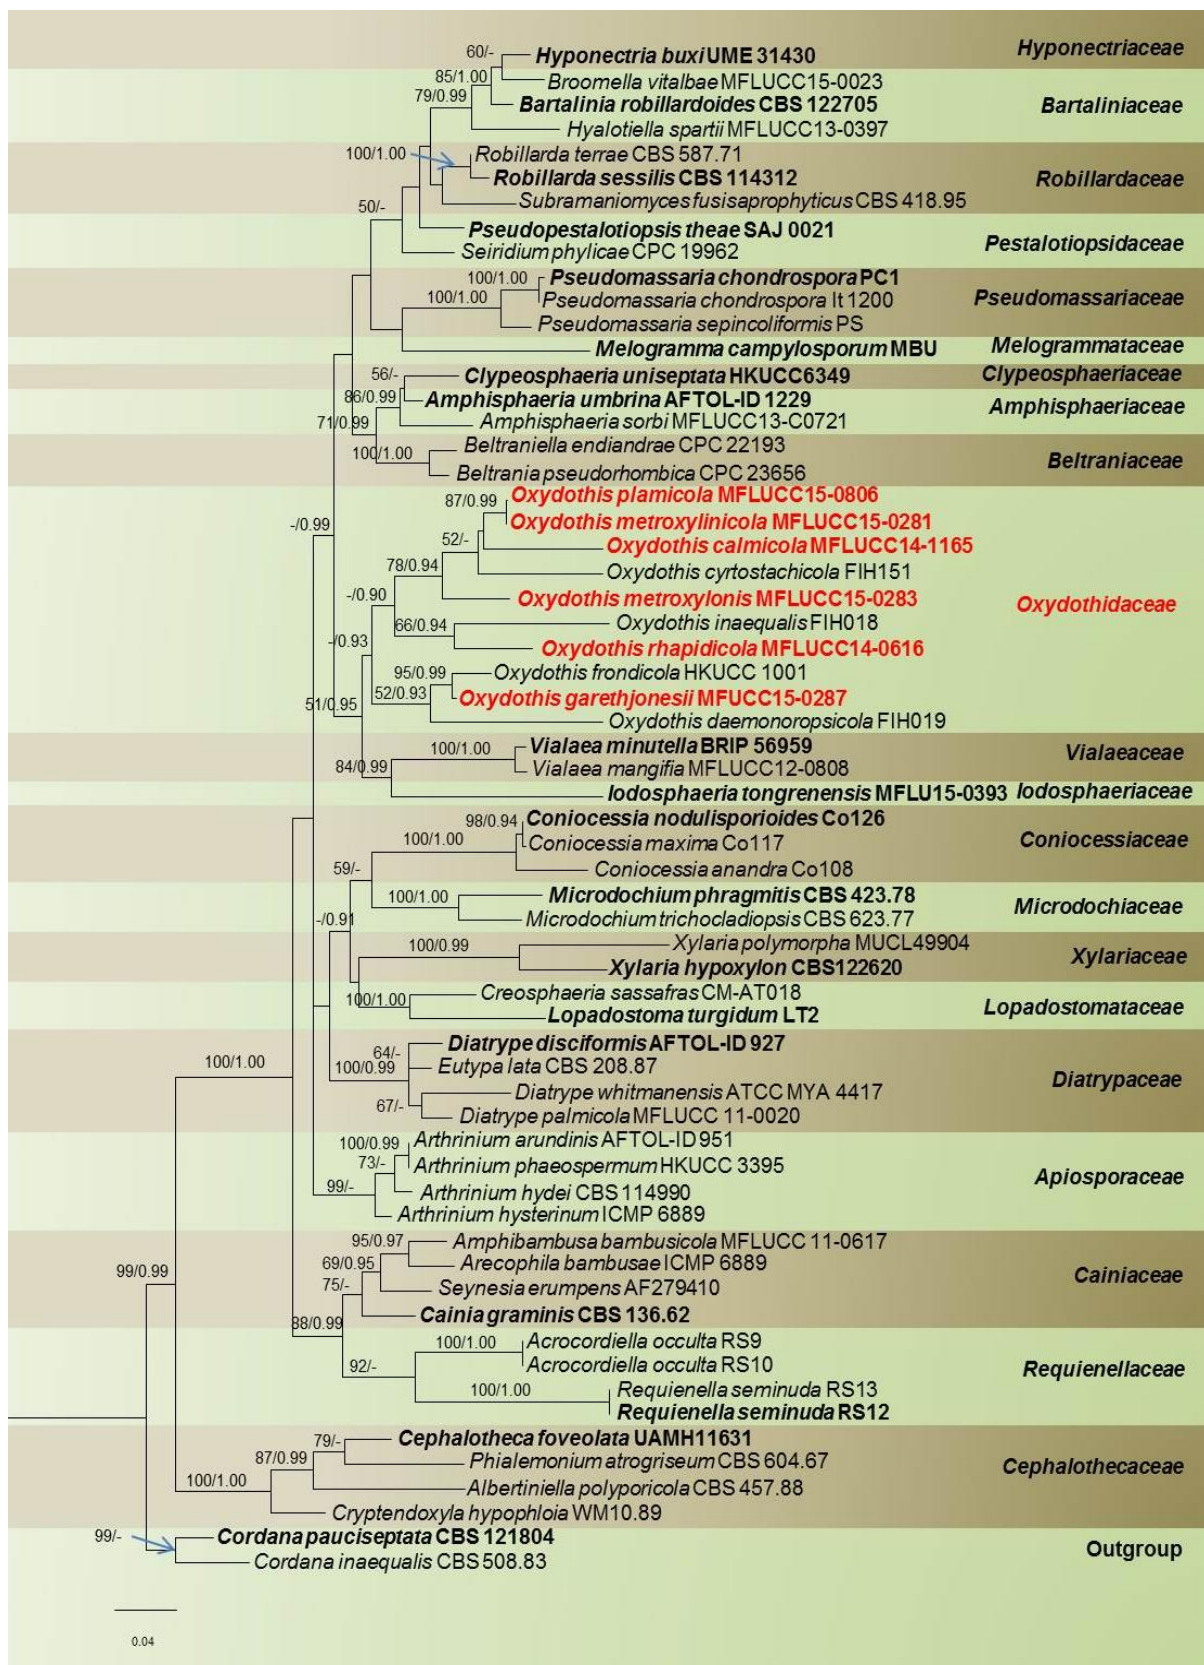 60/-
Hyponectria buxi UME 31430
Hyponectriaceae
85/1.00
Broomella vitalbae MFLUCC15-0023
79/0.99
Bartalinia robillardoides CBS 122705
Bartaliniaceae
Hyalotiella spartii MFLUCC13-0397
100/1.00
Robillarda terrae CBS 587.71
Robillarda sessilis CBS 114312
Robillardaceae
Subramaniomyces fusisaprophyticus CBS 418.95
50/-
Pseudopestalotiopsis theae SAJ 0021
Pestalotiopsidaceae
Seiridium phylicae CPC 19962
100/1.00
Pseudomassaria chondrospora PC1
100/1.00
Pseudomassaria chondrospora It 1200
Pseudomassariaceae
Pseudomassaria sepincoliformis PS
Melogramma campylosporum MBU
Melogrammataceae
56/-
Clypeosphaeria uniseptata HKUCC6349
Clypeosphaeriaceae
86/0.99
Amphisphaeria umbrina AFTOL-ID 1229
Amphisphaeriaceae
71/0.99
Amphisphaeria sorbi MFLUCC13-C0721
100/1.00
Beltraniella endiandrae CPC 22193
Beltraniaceae
Beltrania pseudorhombica CPC 23656
87/0.99
Oxydothis plamicola MFLUCC15-0806
-/0.99
Oxydothis metroxylinicola MFLUCC15-0281
52/-
Oxydothis calmicola MFLUCC14-1165
78/0.94
Oxydothis cyrtostachicola FIH151
-/0.90
Oxydothis metroxylonis MFLUCC15-0283
Oxydothidaceae
66/0.94
Oxydothis inaequalis FIH018
-/0.93
Oxydothis rhapidicola MFLUCC14-0616
95/0.99
Oxydothis frondicola HKUCC 1001
51/0.95
52/0.93
Oxydothis garethjonesii MFUCC15-0287
Oxydothis daemonoropsicola FIH019
100/1.00
Vialaea minutella BRIP 56959
Vialaeaceae
84/0.99
Vialaea mangifia MFLUCC12-0808
Iodosphaeria tongrenensis MFLU15-0393
Iodosphaeriaceae
98/0.94
Coniocessia nodulisporioides Co126
100/1.00
Coniocessia maxima Co117
Coniocessiaceae
59/-
Coniocessia anandra Co108
100/1.00
Microdochium phragmitis CBS 423.78
Microdochiaceae
-/0.91
Microdochium trichocladiopsis CBS 623.77
100/0.99
Xylaria polymorpha MUCL49904
Xylariaceae
Xylaria hypoxylon CBS122620
100/1.00
Creosphaeria sassafras CM-AT018
Lopadostomataceae
Lopadostoma turgidum LT2
64/-
Diatrype disciformis AFTOL-ID 927
100/1.00
100/0.99
Eutypa lata CBS 208.87
Diatrypaceae
Diatrype whitmanensis ATCC MYA 4417
67/-
Diatrype palmicola MFLUCC 11-0020
100/0.99
Arthrinium arundinis AFTOL-ID 951
73/-
Arthrinium phaeospermum HKUCC 3395
Apiosporaceae
99/-
Arthrinium hydei CBS 114990
Arthrinium hysterinum ICMP 6889
95/0.97
Amphibambusa bambusicola MFLUCC 11-0617
99/0.99
69/0.95
Arecophila bambusae ICMP 6889
Cainiaceae
75/-
Seynesia erumpens AF279410
88/0.99
Cainia graminis CBS 136.62
100/1.00
Acrocordiella occulta RS9
92/-
Acrocordiella occulta RS10
Requienellaceae
100/1.00
Requienella seminuda RS13
Requienella seminuda RS12
79/-
Cephalotheca foveolata UAMH11631
87/0.99
Phialemonium atrogriseum CBS 604.67
Cephalothecaceae
100/1.00
Albertiniella polyporicola CBS 457.88
Cryptendoxyla hypophloia WM10.89
99/-
Cordana pauciseptata CBS 121804
Outgroup
Cordana inaequalis CBS 508.83
0.04